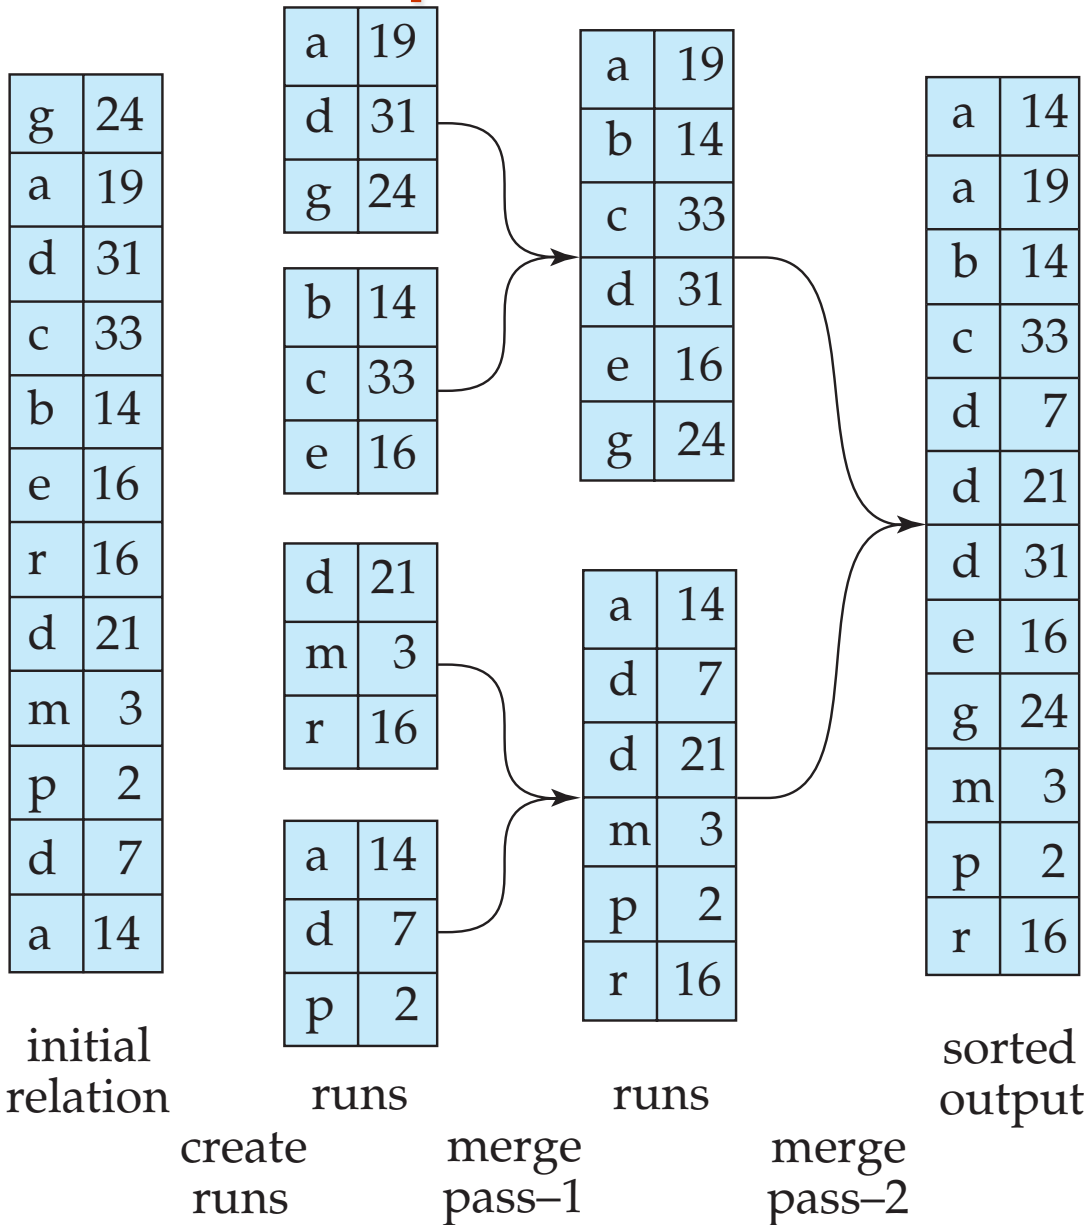 g 24
a 19
d 31
c 33
b 14
e 16
r 16
d 21
m 3
p 2
d 7
a 14
initial
relation
a 19
d 31
g 24
b 14
c 33
e 16
d 21
m 3
r 16
a 14
d 7
p 2
runs
a 19
b 14
c 33
d 31
e 16
g 24
a 14
d 7
d 21
m 3
p 2
r 16
runs
a 14
a 19
b 14
c 33
d 7
d 21
d 31
e 16
g 24
m 3
p 2
r 16
sorted
output
create
runs
merge
pass–1
merge
pass–2